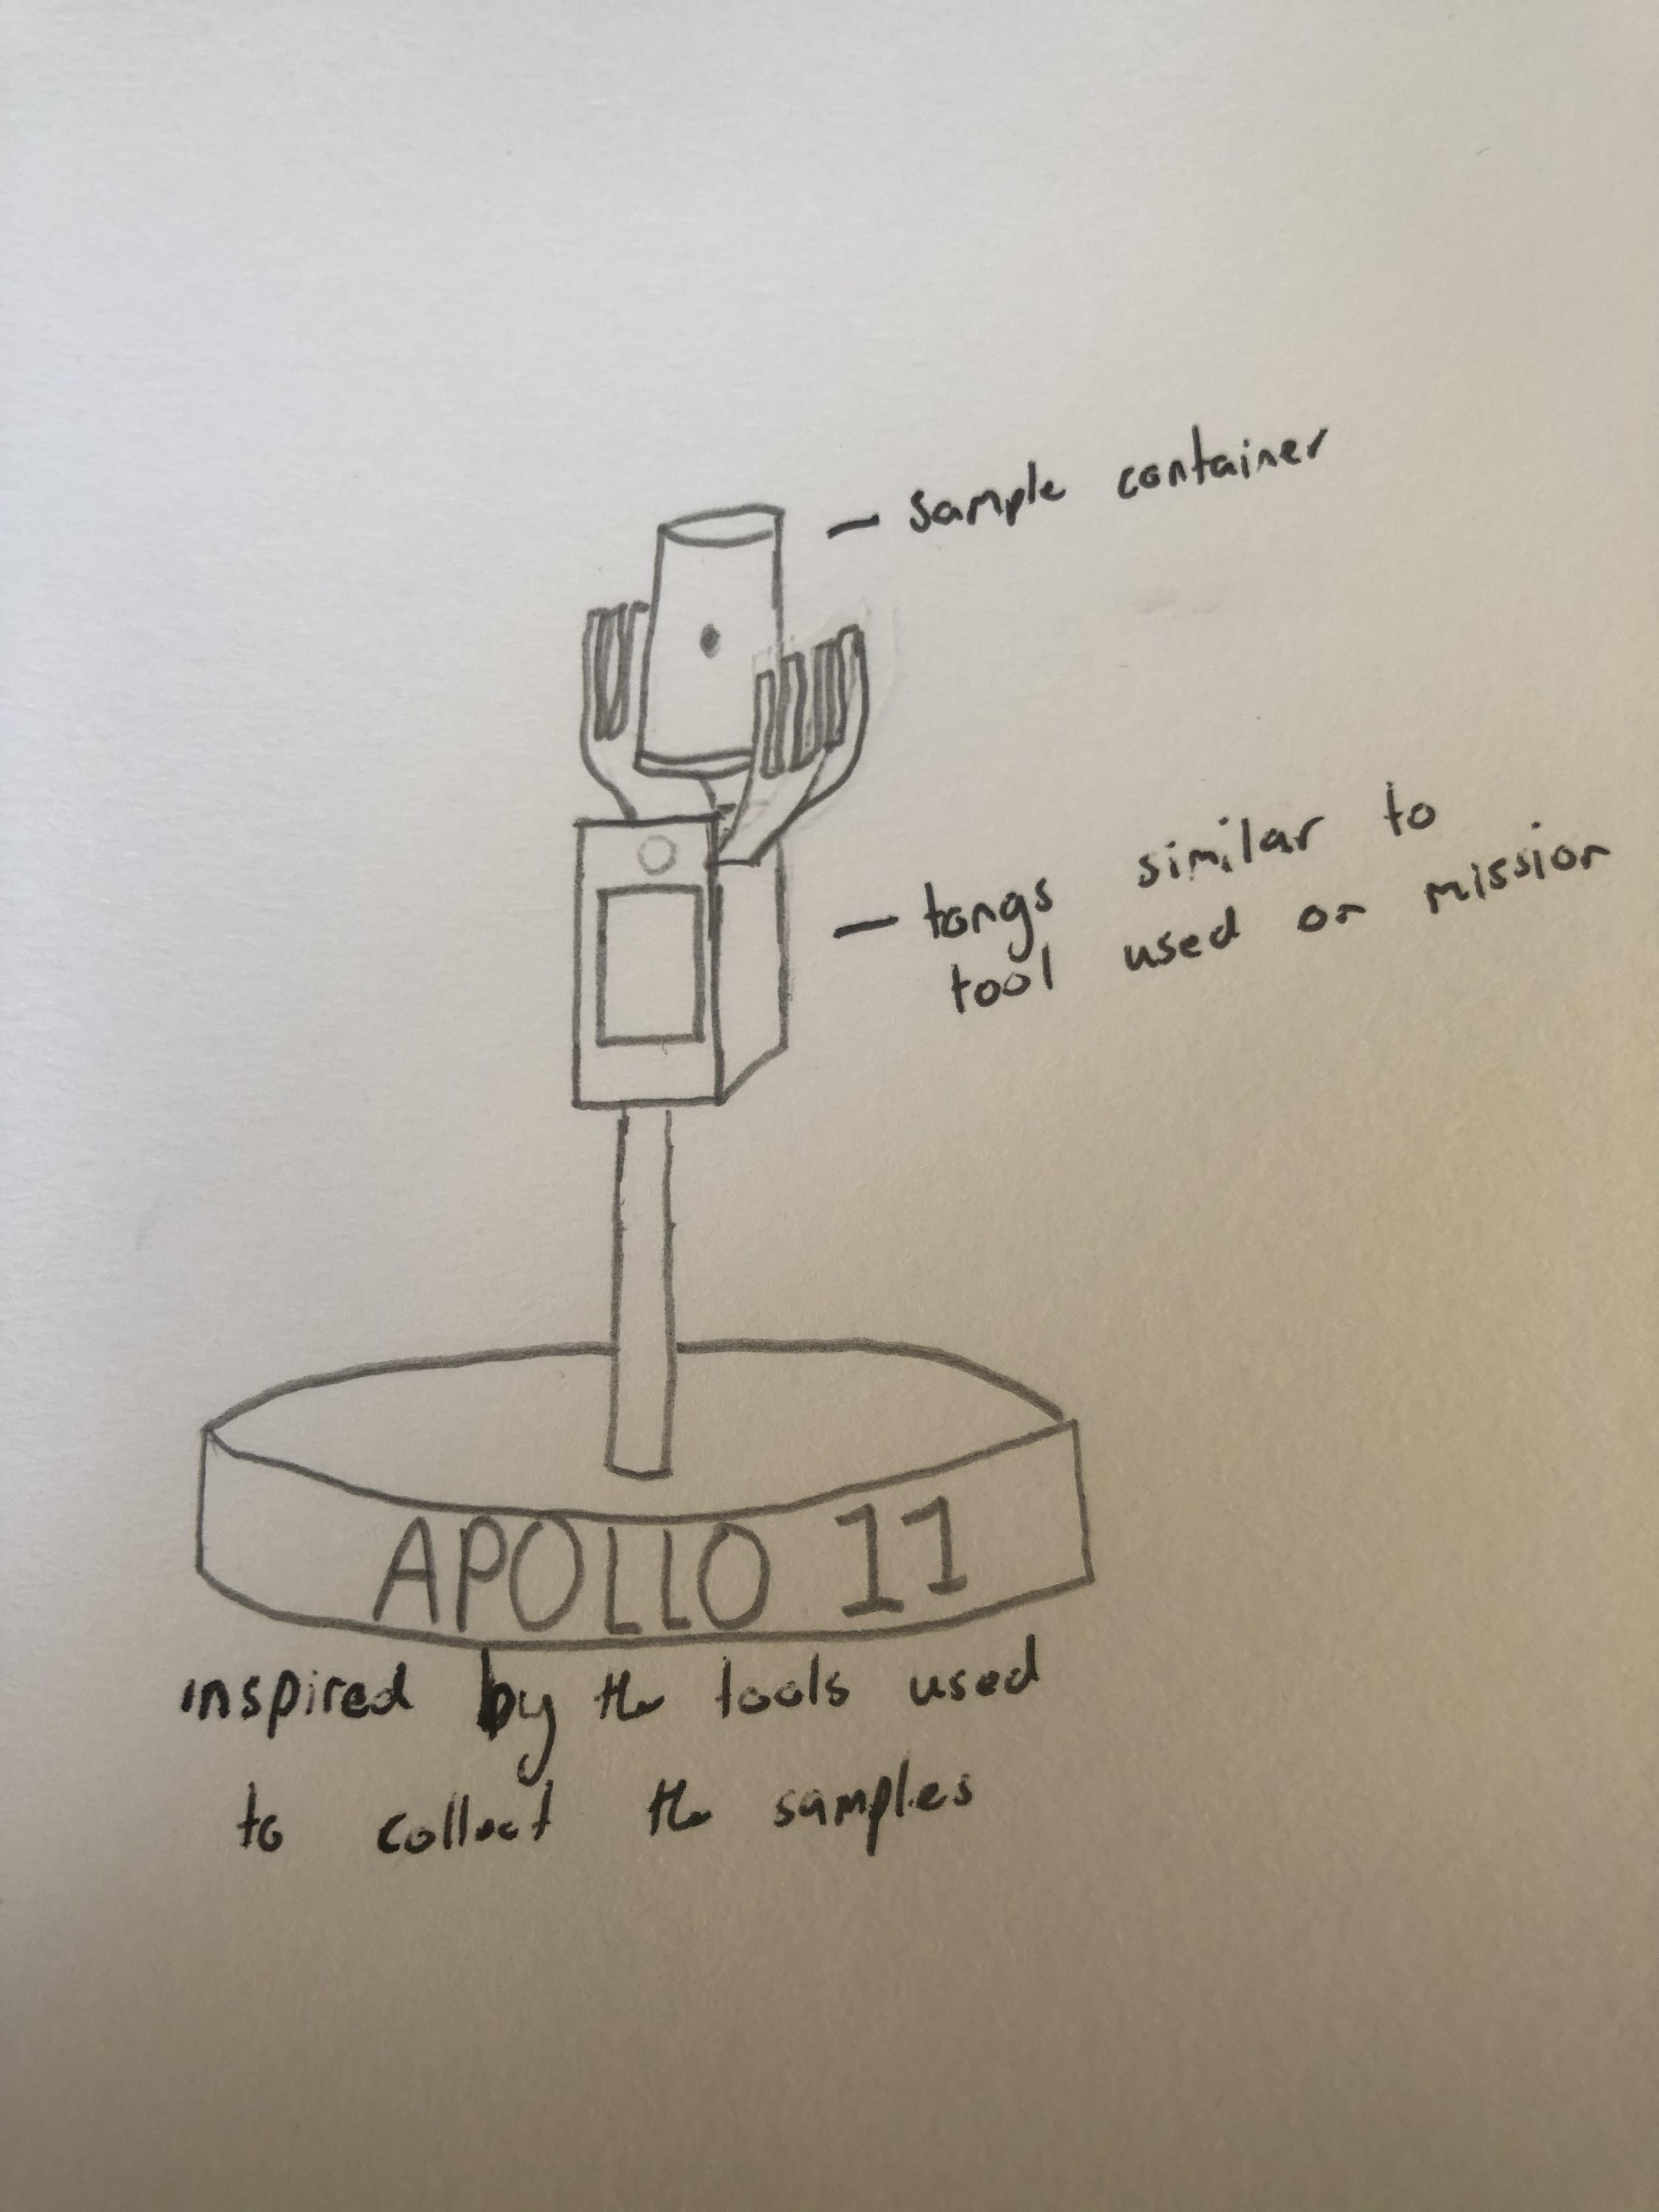 – sample container
– tongs similar to
tool used on mission
APOLLO 11
inspired by the tools used
to collect the samples